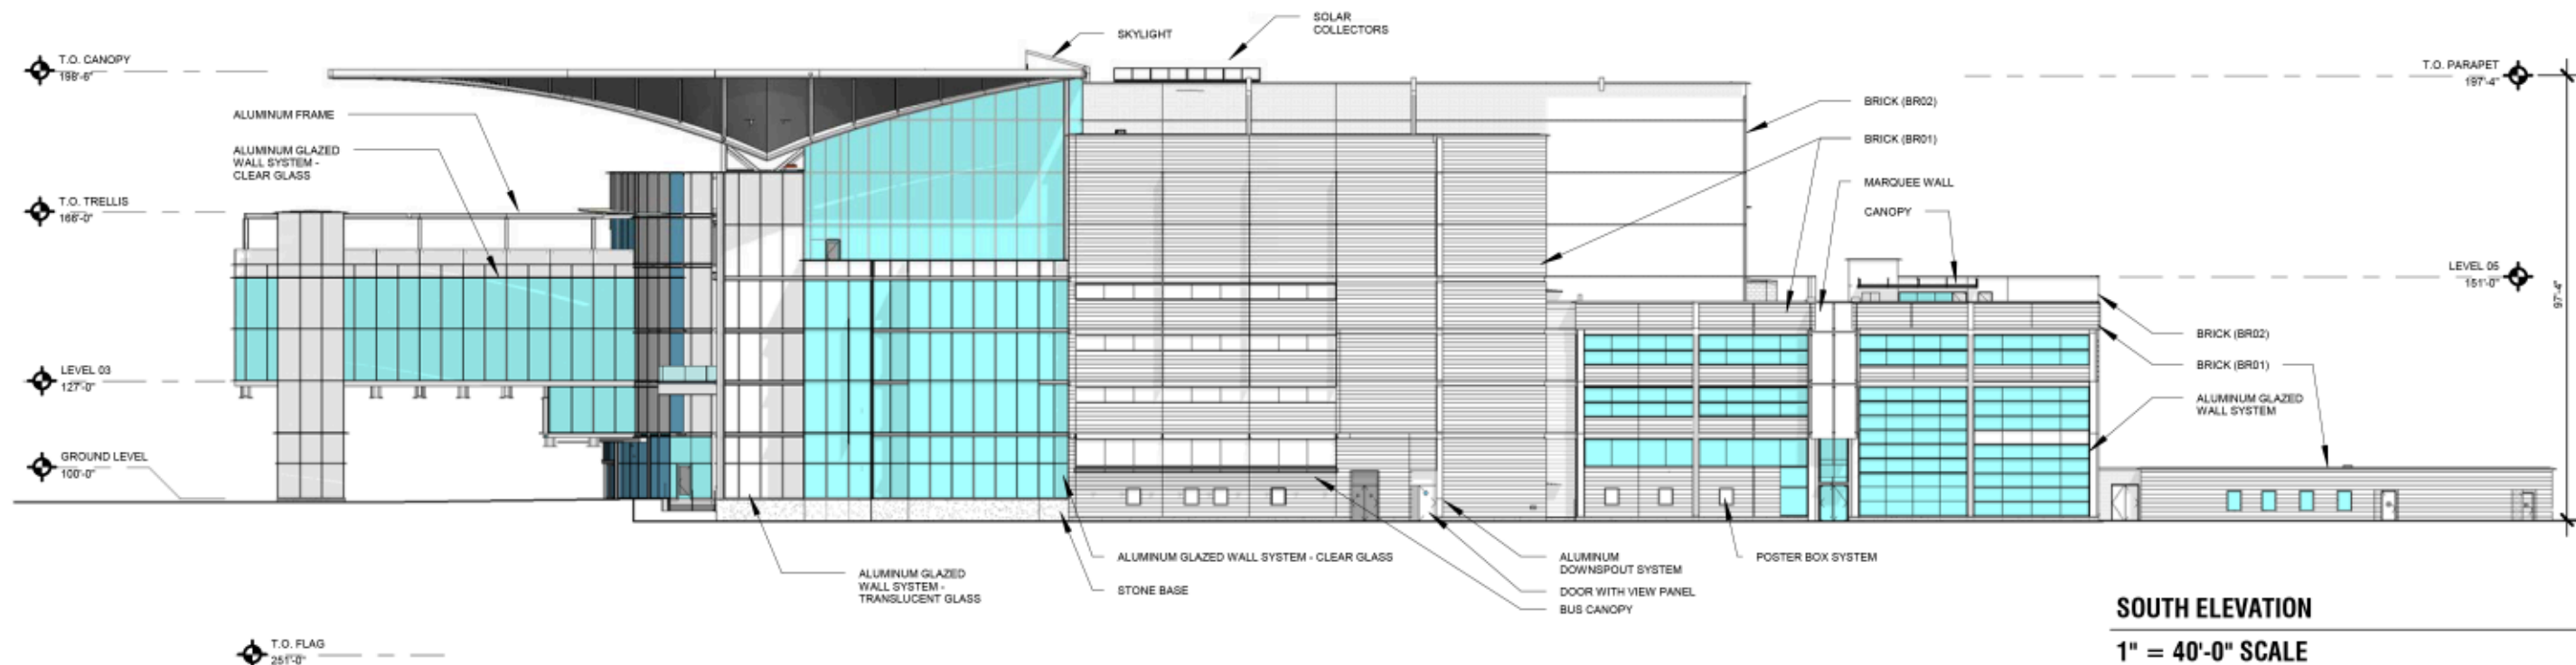 SOLAR
COLLECTORS
SKYLIGHT
T.O. CANOPY
198'-6"
T.O. PARAPET
197'-4"
ALUMINUM FRAME
BRICK (BR02)
BRICK (BR01)
ALUMINUM GLAZED
WALL SYSTEM -
CLEAR GLASS
MARQUEE WALL
CANOPY
T.O. TRELLIS
166'-0"
LEVEL 05
151'-0"
97'-4"
BRICK (BR02)
BRICK (BR01)
LEVEL 03
127'-0"
ALUMINUM GLAZED
WALL SYSTEM
GROUND LEVEL
100'-0"
ALUMINUM GLAZED
WALL SYSTEM -
TRANSLUCENT GLASS
ALUMINUM GLAZED WALL SYSTEM - CLEAR GLASS
STONE BASE
ALUMINUM
DOWNSPOUT SYSTEM
DOOR WITH VIEW PANEL
BUS CANOPY
POSTER BOX SYSTEM
SOUTH ELEVATION
1" = 40'-0" SCALE
T.O. FLAG
251'-0"